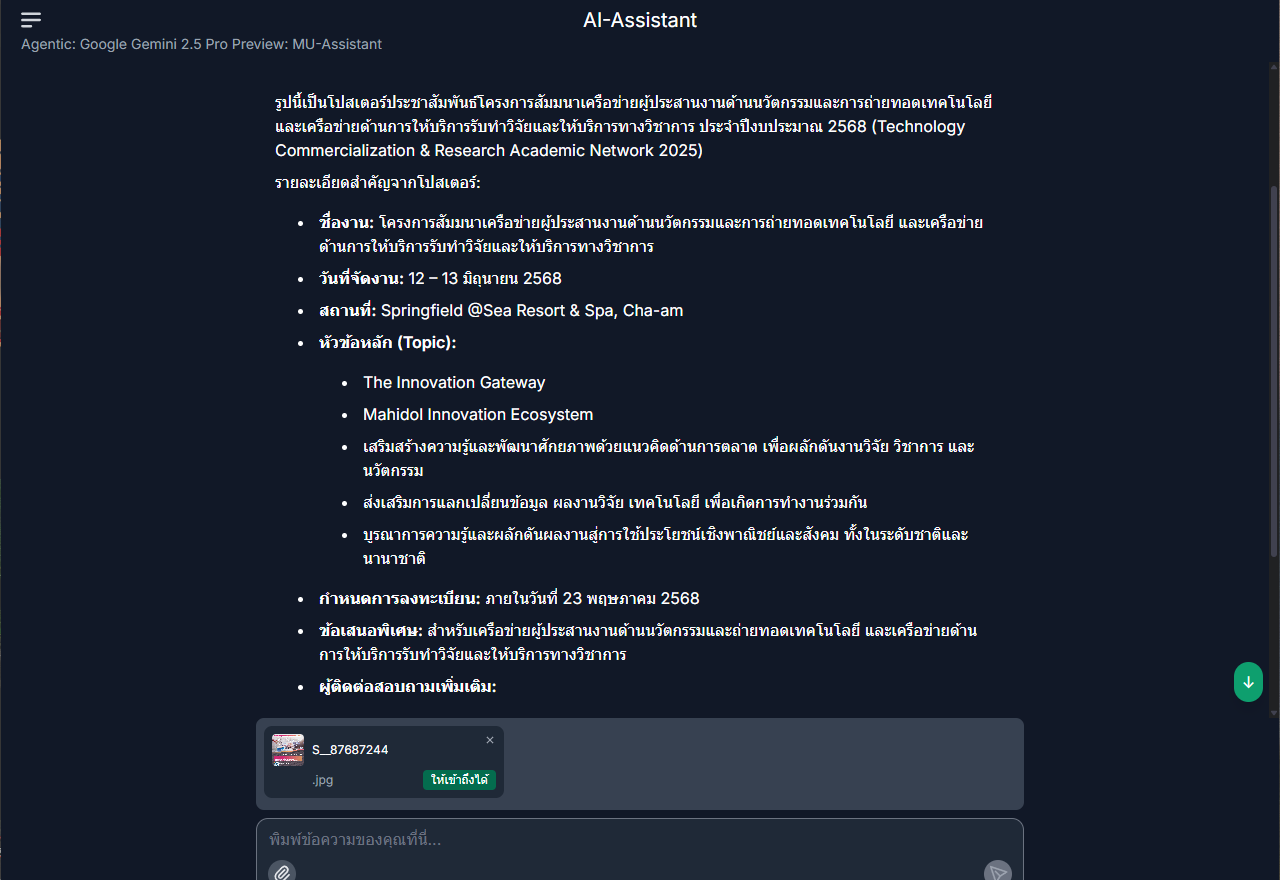 AI-Assistant
Agentic: Google Gemini 2.5 Pro Preview: MU-Assistant
รูปนี้เป็นโปสเตอร์ประชาสัมพันธ์โครงการสัมมนาเครือข่ายผู้ประสานงานด้านนวัตกรรมและการถ่ายทอดเทคโนโลยี
และเครือข่ายด้านการให้บริการรับทำวิจัยและให้บริการทางวิชาการ ประจำปีงบประมาณ 2568 (Technology
Commercialization & Research Academic Network 2025)
รายละเอียดสำคัญจากโปสเตอร์:
• ชื่องาน: โครงการสัมมนาเครือข่ายผู้ประสานงานด้านนวัตกรรมและการถ่ายทอดเทคโนโลยี และเครือข่าย
ด้านการให้บริการรับทำวิจัยและให้บริการทางวิชาการ
• วันที่จัดงาน: 12 – 13 มิถุนายน 2568
• สถานที่: Springfield @Sea Resort & Spa, Cha-am
• หัวข้อหลัก (Topic):
• The Innovation Gateway
• Mahidol Innovation Ecosystem
• เสริมสร้างความรู้และพัฒนาศักยภาพด้วยแนวคิดด้านการตลาด เพื่อผลักดันงานวิจัย วิชาการ และ
นวัตกรรม
• ส่งเสริมการแลกเปลี่ยนข้อมูล ผลงานวิจัย เทคโนโลยี เพื่อเกิดการทำงานร่วมกัน
• บูรณาการความรู้และผลักดันผลงานสู่การใช้ประโยชน์เชิงพาณิชย์และสังคม ทั้งในระดับชาติและ
นานาชาติ
• กำหนดการลงทะเบียน: ภายในวันที่ 23 พฤษภาคม 2568
• ข้อเสนอพิเศษ: สำหรับเครือข่ายผู้ประสานงานด้านนวัตกรรมและถ่ายทอดเทคโนโลยี และเครือข่ายด้าน
การให้บริการรับทำวิจัยและให้บริการทางวิชาการ
• ผู้ติดต่อสอบถามเพิ่มเติม:
S__87687244
.jpg
ให้เข้าถึงได้
พิมพ์ข้อความของคุณที่นี่...